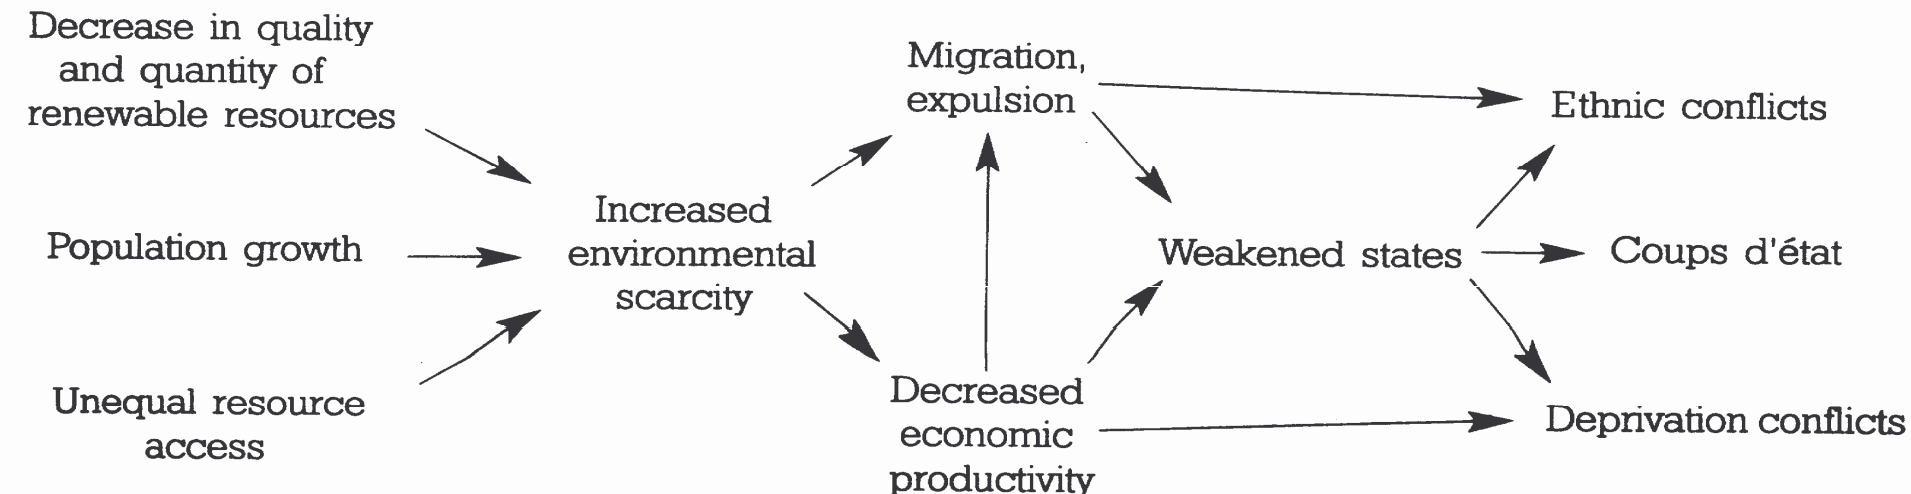 Decrease in quality
and quantity of
renewable resources
Population growth
Unequal resource
access
Increased
environmental
scarcity
Migration,
expulsion
Decreased
economic
productivity
Weakened states
Ethnic conflicts
Coups d'état
Deprivation conflicts